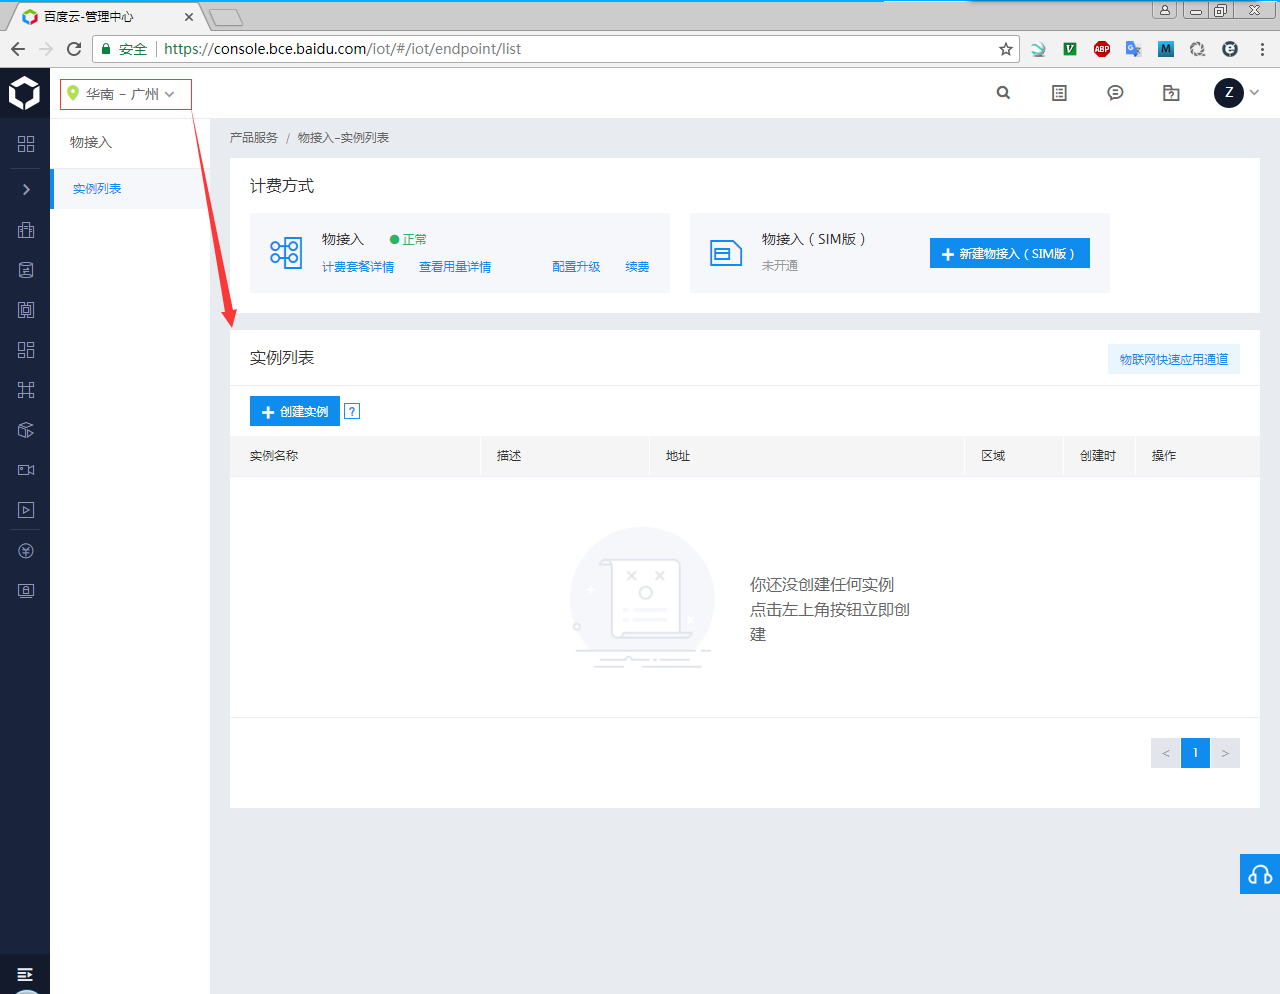 百度云-管理中心
安全 https://console.bce.baidu.com/iot/#/iot/endpoint/list
华南 - 广州
Z
物接入
实例列表
产品服务 / 物接入-实例列表
计费方式
物接入 正常
计费套餐详情 查看用量详情 配置升级 续费
物接入（SIM版）
未开通
新建物接入（SIM版）
实例列表
物联网快速应用通道
创建实例 ?
实例名称 描述 地址 区域 创建时 操作
你还没创建任何实例
点击左上角按钮立即创
建
< 1 >